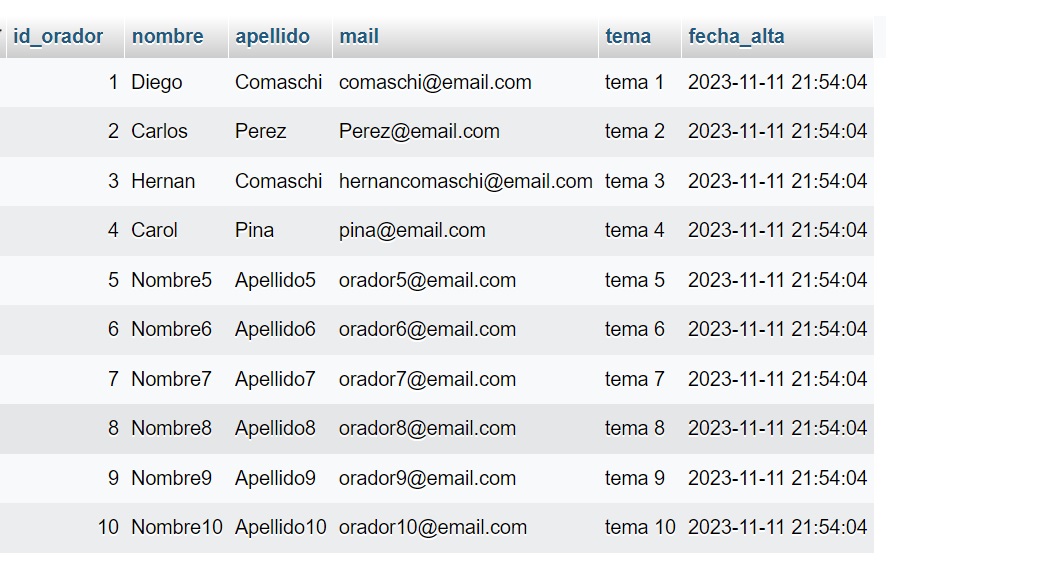 id_orador nombre apellido mail tema fecha_alta
1 Diego Comaschi comaschi@email.com tema 1 2023-11-11 21:54:04
2 Carlos Perez Perez@email.com tema 2 2023-11-11 21:54:04
3 Hernan Comaschi hernancomaschi@email.com tema 3 2023-11-11 21:54:04
4 Carol Pina pina@email.com tema 4 2023-11-11 21:54:04
5 Nombre5 Apellido5 orador5@email.com tema 5 2023-11-11 21:54:04
6 Nombre6 Apellido6 orador6@email.com tema 6 2023-11-11 21:54:04
7 Nombre7 Apellido7 orador7@email.com tema 7 2023-11-11 21:54:04
8 Nombre8 Apellido8 orador8@email.com tema 8 2023-11-11 21:54:04
9 Nombre9 Apellido9 orador9@email.com tema 9 2023-11-11 21:54:04
10 Nombre10 Apellido10 orador10@email.com tema 10 2023-11-11 21:54:04